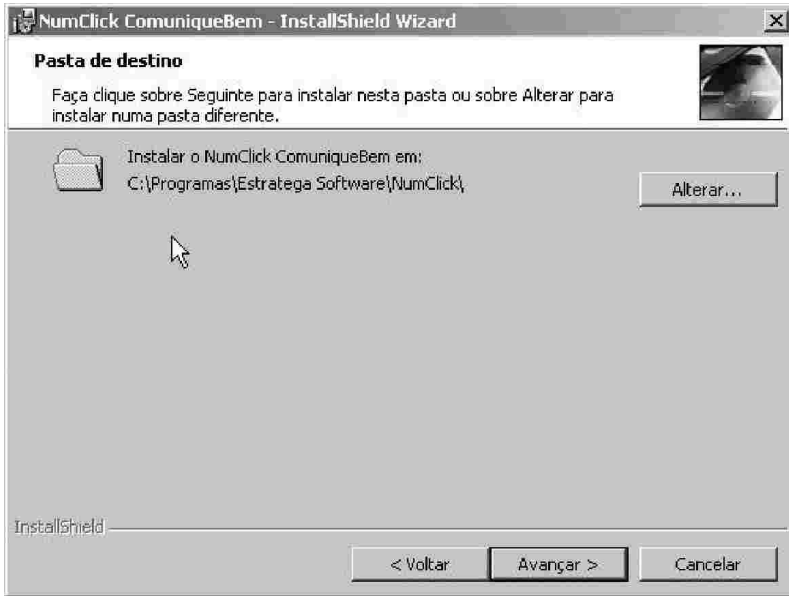 NumClick ComuniqueBem - InstallShield Wizard
Pasta de destino
Faça clique sobre Seguinte para instalar nesta pasta ou sobre Alterar para
instalar numa pasta diferente.
Instalar o NumClick ComuniqueBem em:
C:\Programas\Estratega Software\NumClick\
Alterar...
InstallShield
< Voltar
Avançar >
Cancelar